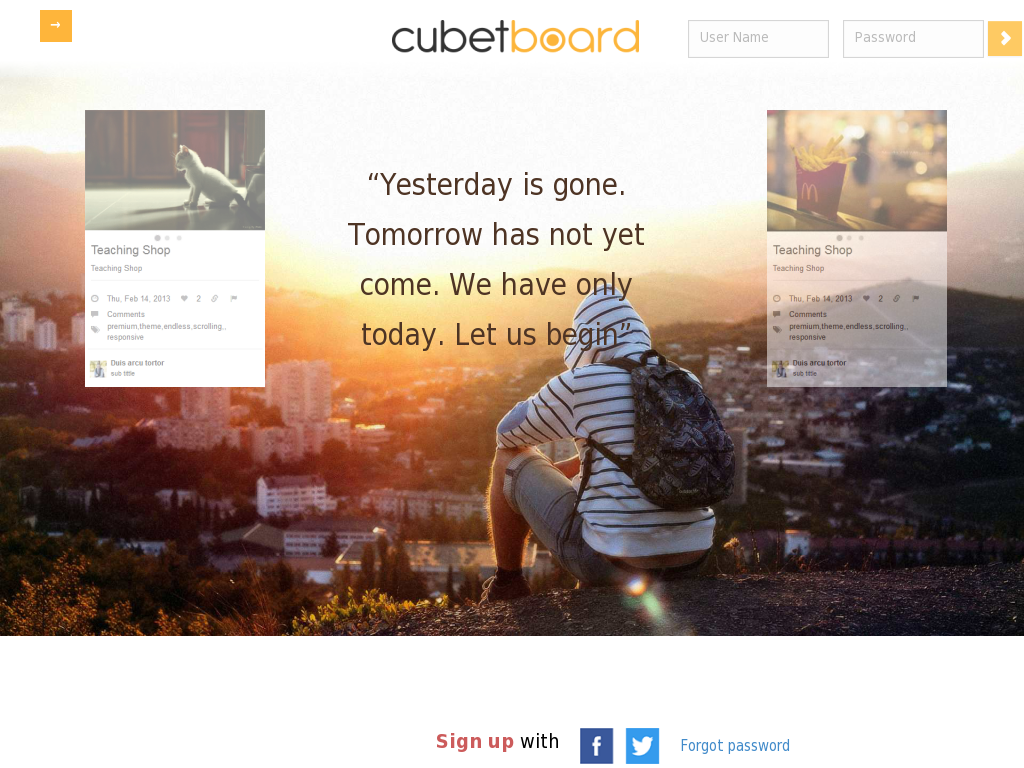 →
cubetboard
User Name
Password
“Yesterday is gone.
Tomorrow has not yet
come. We have only
today. Let us begin”
Teaching Shop
Teaching Shop
Thu, Feb 14, 2013 2
Comments
premium,theme,endless,scrolling,,
responsive
Duis arcu tortor
sub title
Teaching Shop
Teaching Shop
Thu, Feb 14, 2013 2
Comments
premium,theme,endless,scrolling,,
responsive
Duis arcu tortor
sub title
Sign up with
Forgot password